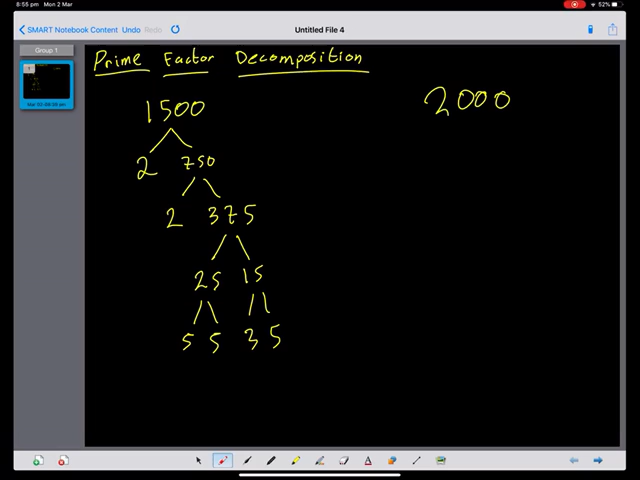 8:55 pm Mon 2 Mar
52%
SMART Notebook Content Undo Redo
Untitled File 4
Group 1
Prime Factor Decomposition
1500
2000
2 750
2 375
25 15
5 5 3 5